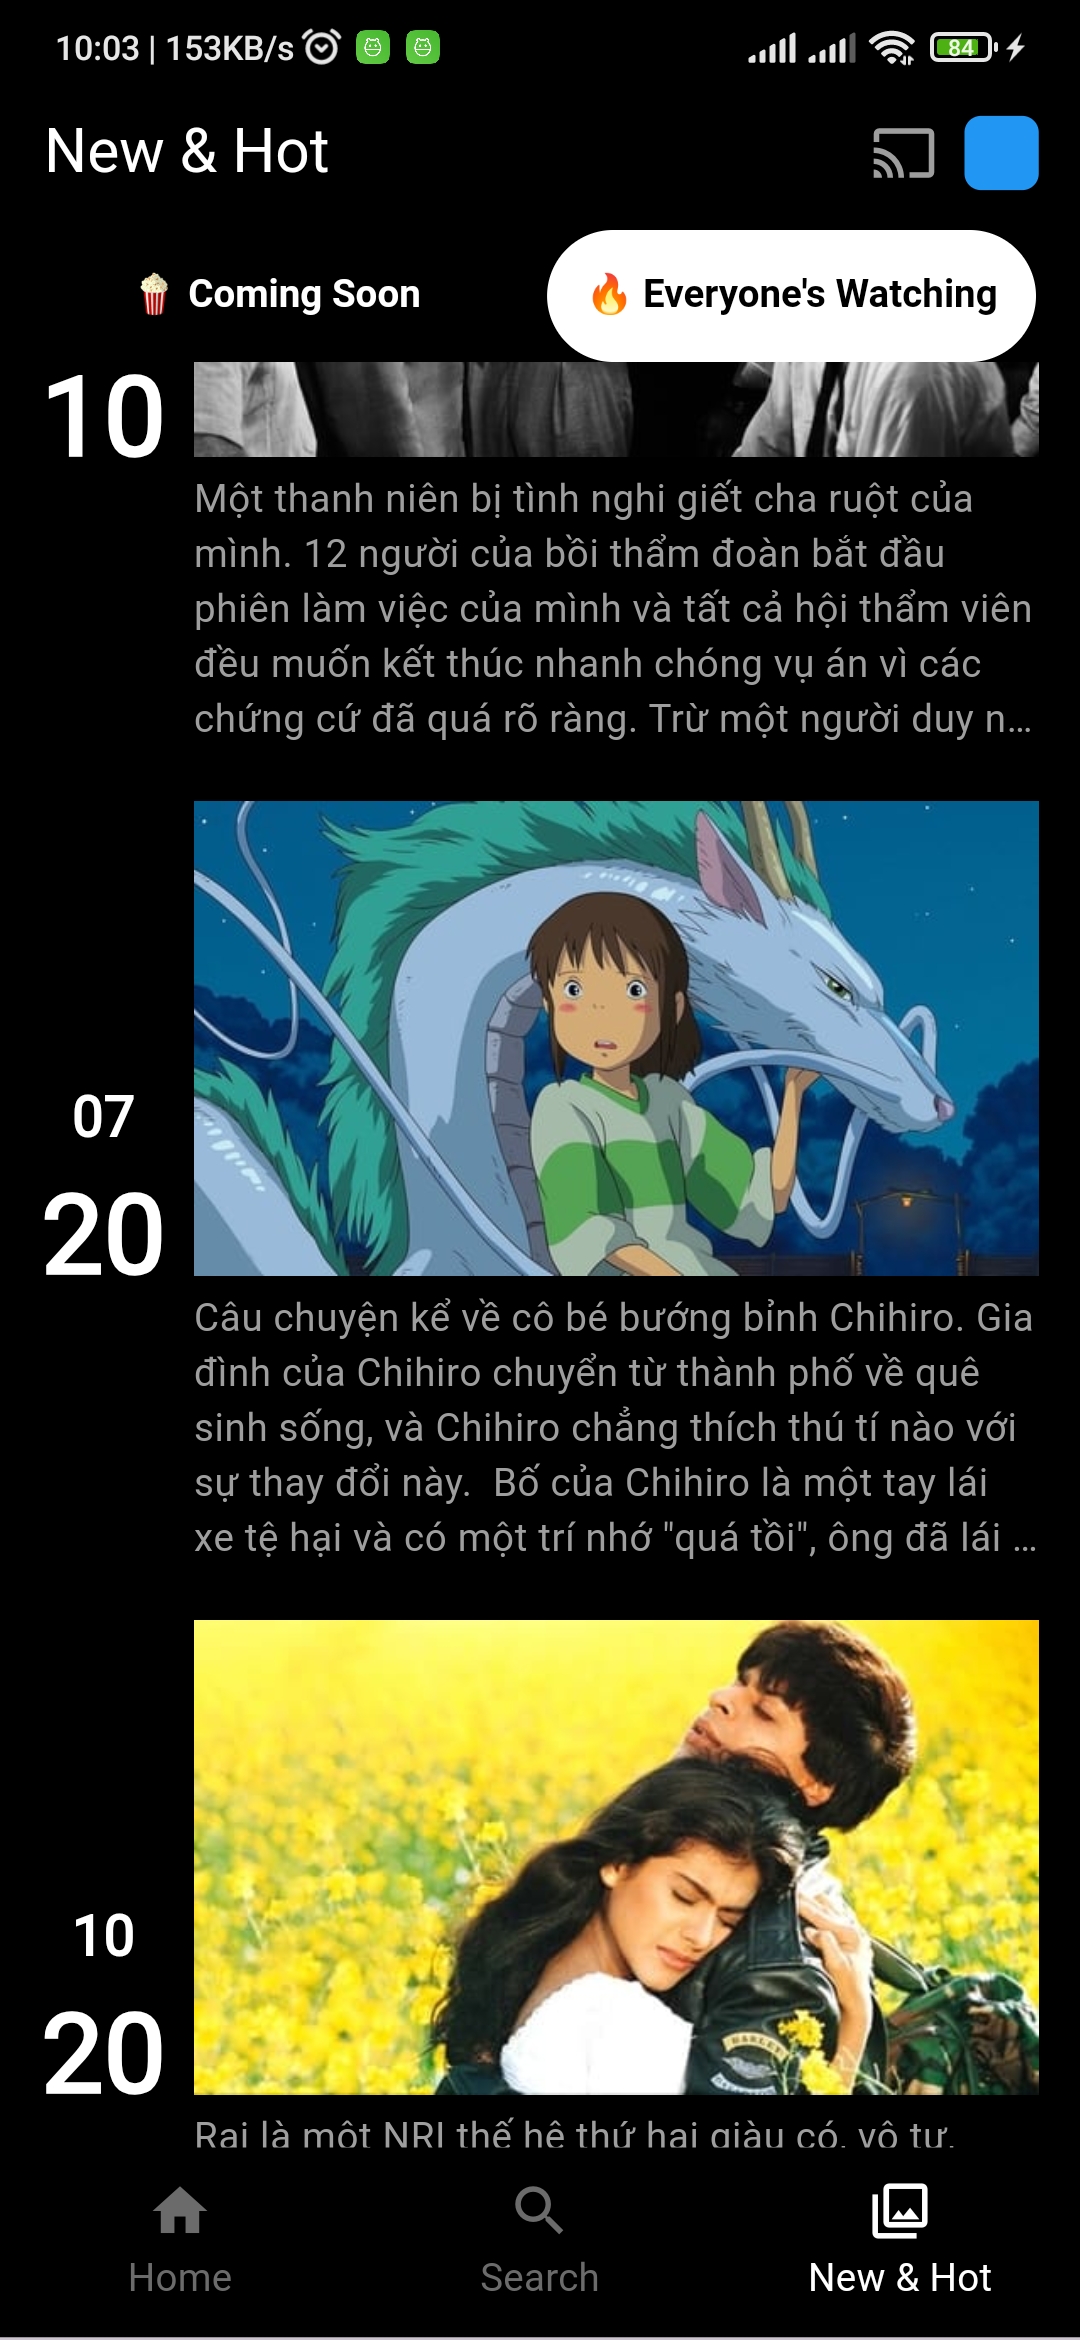 10:03 | 153KB/s
84
New & Hot
🍿 Coming Soon
🔥 Everyone's Watching
10
Một thanh niên bị tình nghi giết cha ruột của
mình. 12 người của bồi thẩm đoàn bắt đầu
phiên làm việc của mình và tất cả hội thẩm viên
đều muốn kết thúc nhanh chóng vụ án vì các
chứng cứ đã quá rõ ràng. Trừ một người duy n...
07
20
Câu chuyện kể về cô bé bướng bỉnh Chihiro. Gia
đình của Chihiro chuyển từ thành phố về quê
sinh sống, và Chihiro chẳng thích thú tí nào với
sự thay đổi này.  Bố của Chihiro là một tay lái
xe tệ hại và có một trí nhớ "quá tồi", ông đã lái ...
10
20
HARLEY
Raj là một NRI thế hệ thứ hai giàu có, vô tư.
Home
Search
New & Hot